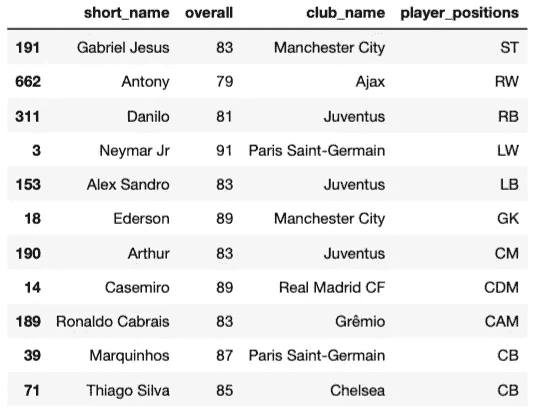 short_name overall club_name player_positions
191 Gabriel Jesus 83 Manchester City ST
662 Antony 79 Ajax RW
311 Danilo 81 Juventus RB
3 Neymar Jr 91 Paris Saint-Germain LW
153 Alex Sandro 83 Juventus LB
18 Ederson 89 Manchester City GK
190 Arthur 83 Juventus CM
14 Casemiro 89 Real Madrid CF CDM
189 Ronaldo Cabrais 83 Grêmio CAM
39 Marquinhos 87 Paris Saint-Germain CB
71 Thiago Silva 85 Chelsea CB